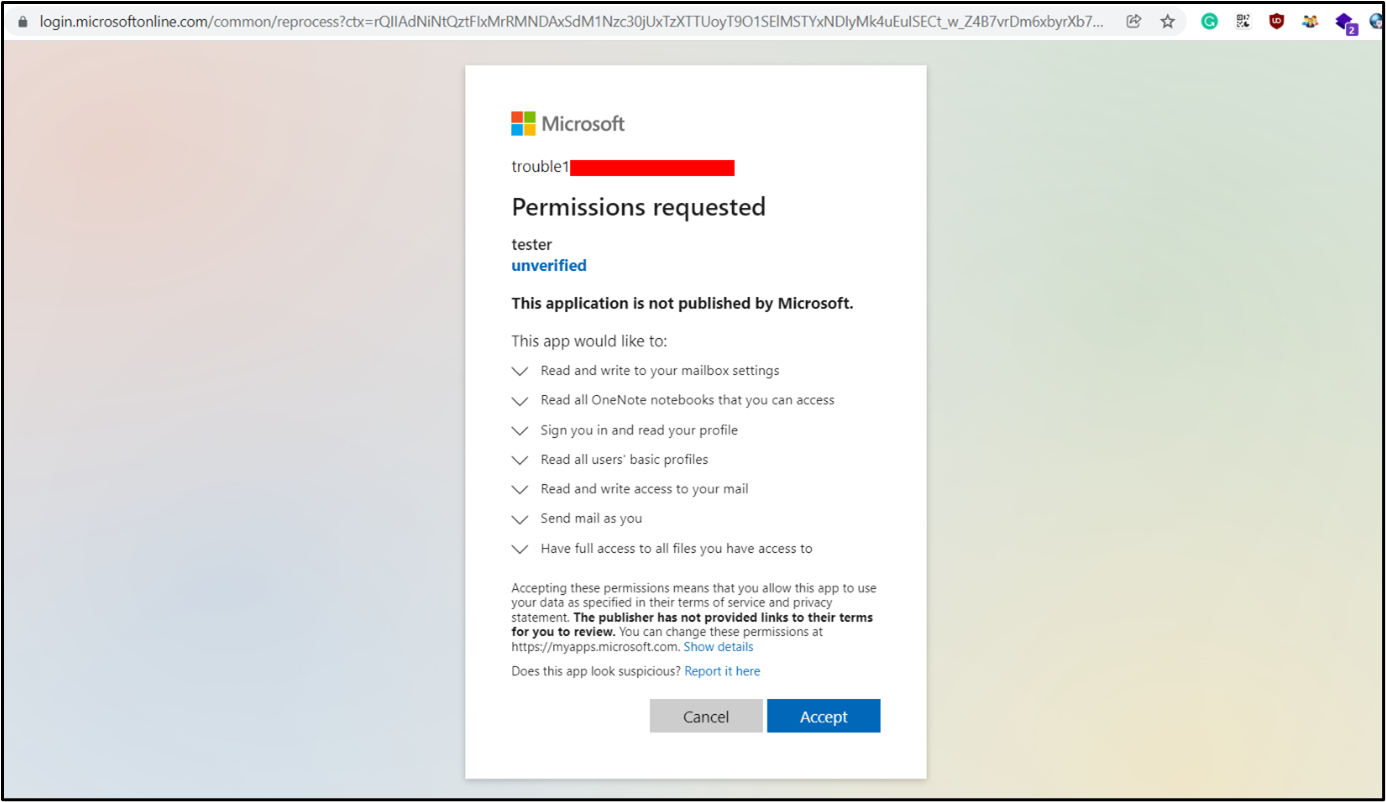 login.microsoftonline.com/common/reprocess?ctx=rQIIAdNiNtQztFIxMrRMNDAxSdM1Nzc30jUxTzXTTUoyT9O1SElMSTYxNDIyMk4uEuISECt_w_Z4B7vrDm6xbyrXb7...
2
Microsoft
trouble1
Permissions requested
tester
unverified
This application is not published by Microsoft.
This app would like to:
Read and write to your mailbox settings
Read all OneNote notebooks that you can access
Sign you in and read your profile
Read all users' basic profiles
Read and write access to your mail
Send mail as you
Have full access to all files you have access to
Accepting these permissions means that you allow this app to use
your data as specified in their terms of service and privacy
statement. The publisher has not provided links to their terms
for you to review. You can change these permissions at
https://myapps.microsoft.com. Show details
Does this app look suspicious? Report it here
Cancel Accept